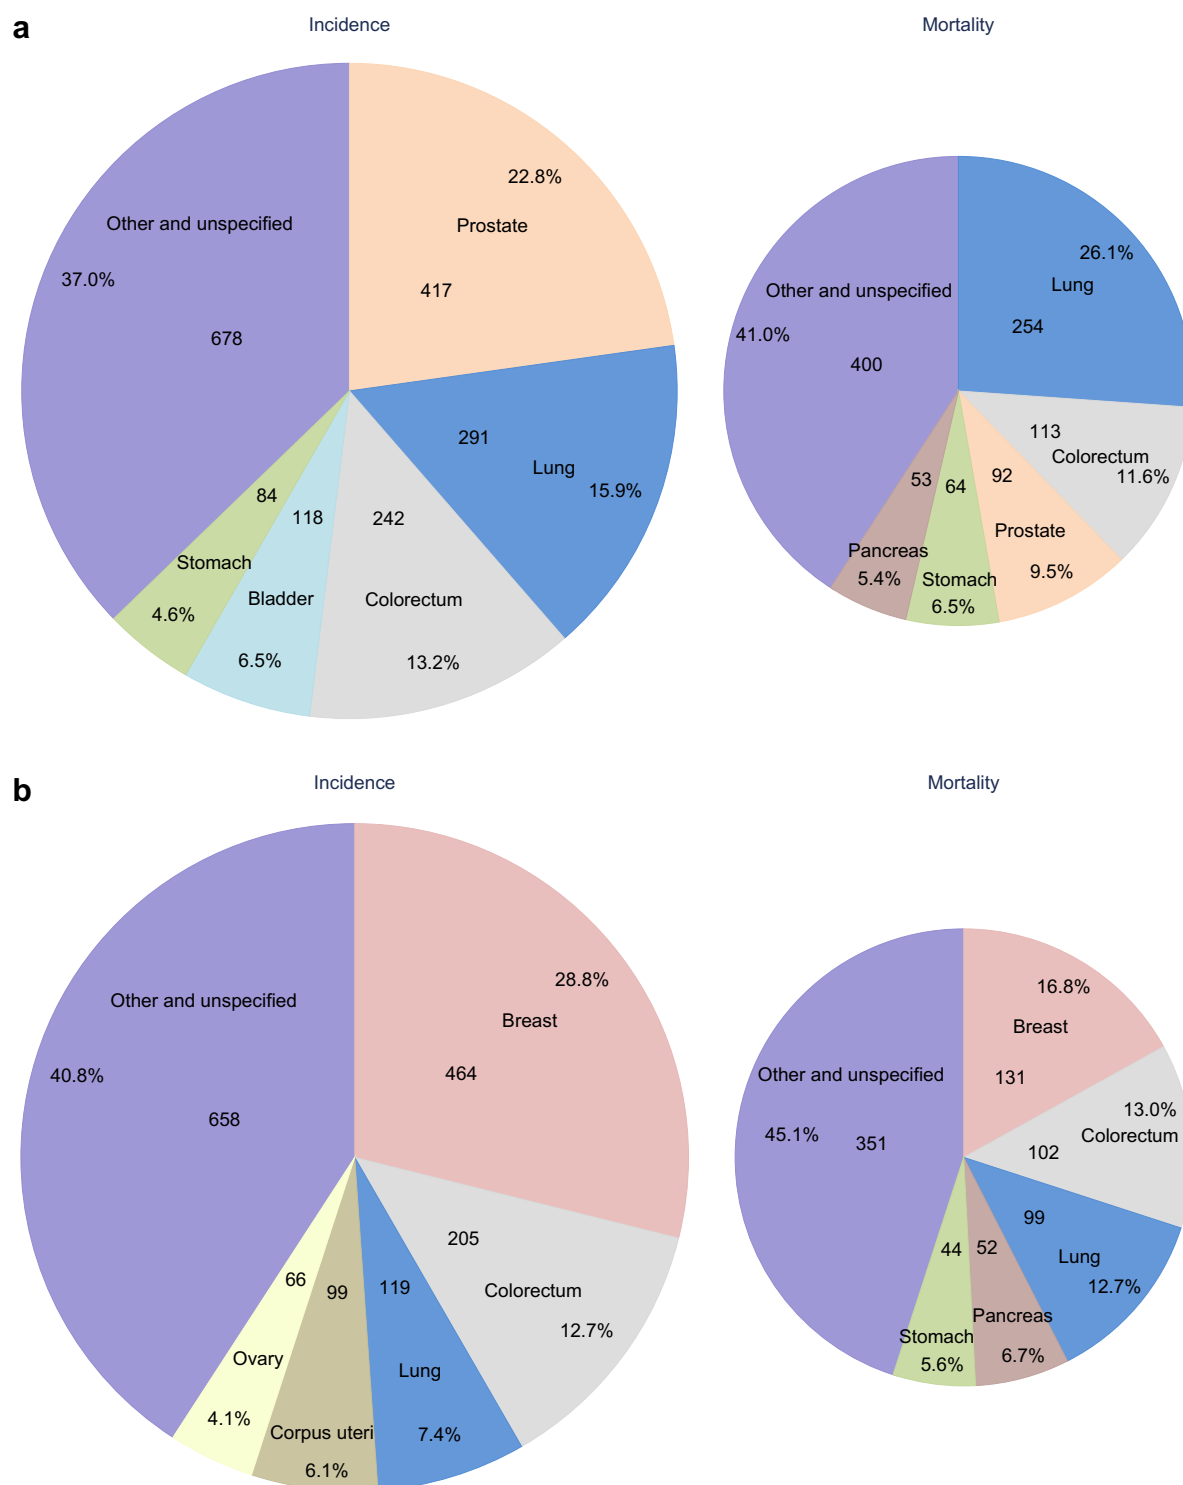 a
Incidence
Mortality
22.8%
Prostate
417
Other and unspecified
37.0%
678
291
Lung
15.9%
242
Colorectum
13.2%
118
Bladder
6.5%
84
Stomach
4.6%
26.1%
Lung
254
Other and unspecified
41.0%
400
113
Colorectum
11.6%
92
Prostate
9.5%
64
Stomach
6.5%
53
Pancreas
5.4%
b
Incidence
Mortality
28.8%
Breast
464
Other and unspecified
40.8%
658
205
Colorectum
12.7%
119
Lung
7.4%
99
Corpus uteri
6.1%
66
Ovary
4.1%
16.8%
Breast
131
Other and unspecified
45.1%
351
13.0%
Colorectum
102
99
Lung
12.7%
52
Pancreas
6.7%
44
Stomach
5.6%